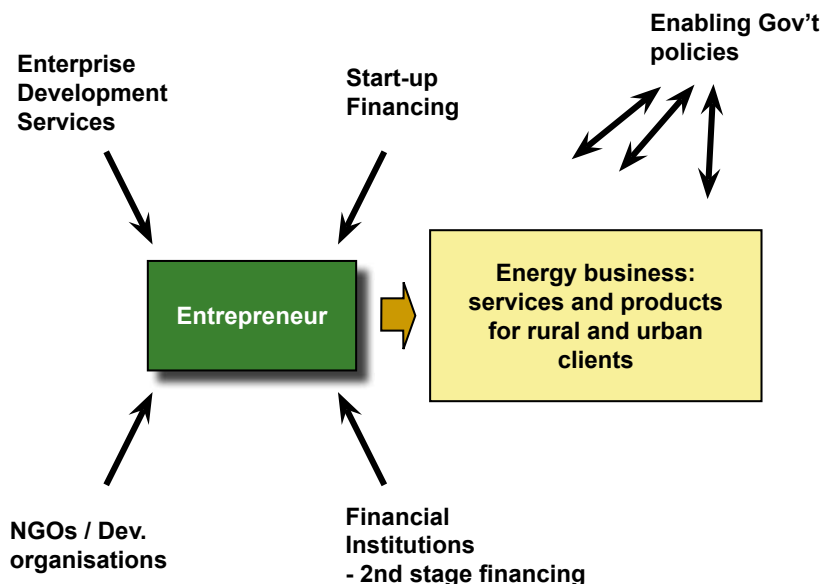 Enabling Gov't
policies
Enterprise
Development
Services
Start-up
Financing
Entrepreneur
Energy business:
services and products
for rural and urban
clients
NGOs / Dev.
organisations
Financial
Institutions
- 2nd stage financing